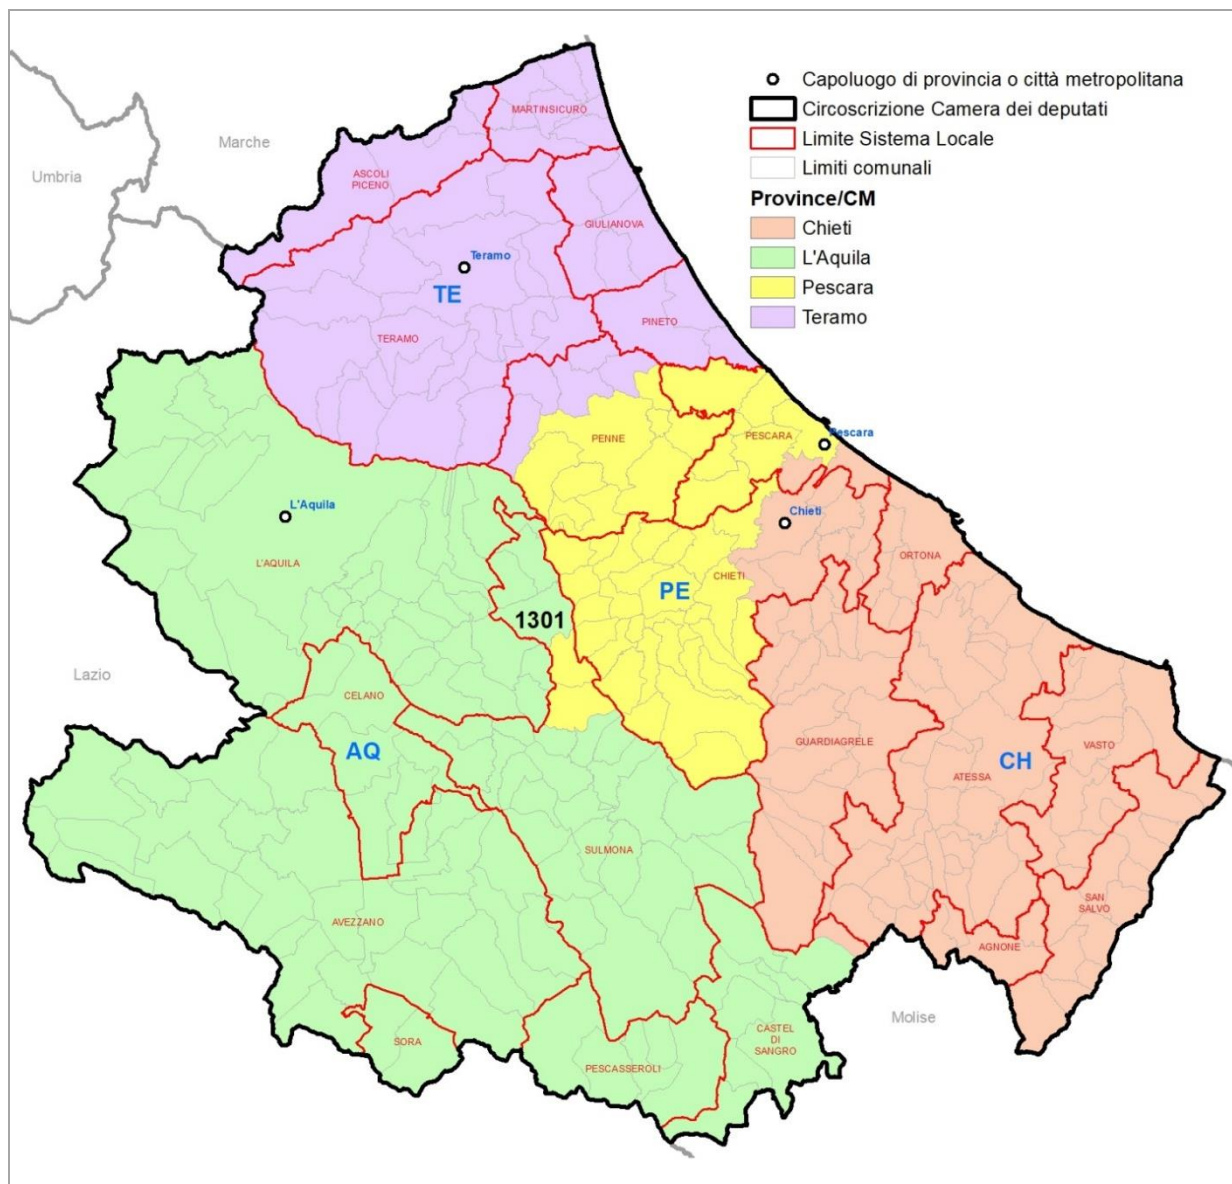 Capoluogo di provincia o città metropolitana
Circoscrizione Camera dei deputati
Limite Sistema Locale
Limiti comunali
Province/CM
Chieti
L'Aquila
Pescara
Teramo
Marche
Umbria
MARTINSICURO
ASCOLI
PICENO
GIULIANOVA
Teramo
TE
PINETO
TERAMO
PENNE
PESCARA
Pescara
L'Aquila
Chieti
L'AQUILA
ORTONA
CHIETI
PE
1301
Lazio
CELANO
AQ
GUARDIAGRELE
CH
VASTO
ATESSA
SULMONA
SAN
SALVO
AVEZZANO
AGNONE
Molise
SORA
CASTEL
DI
SANGRO
PESCASSEROLI